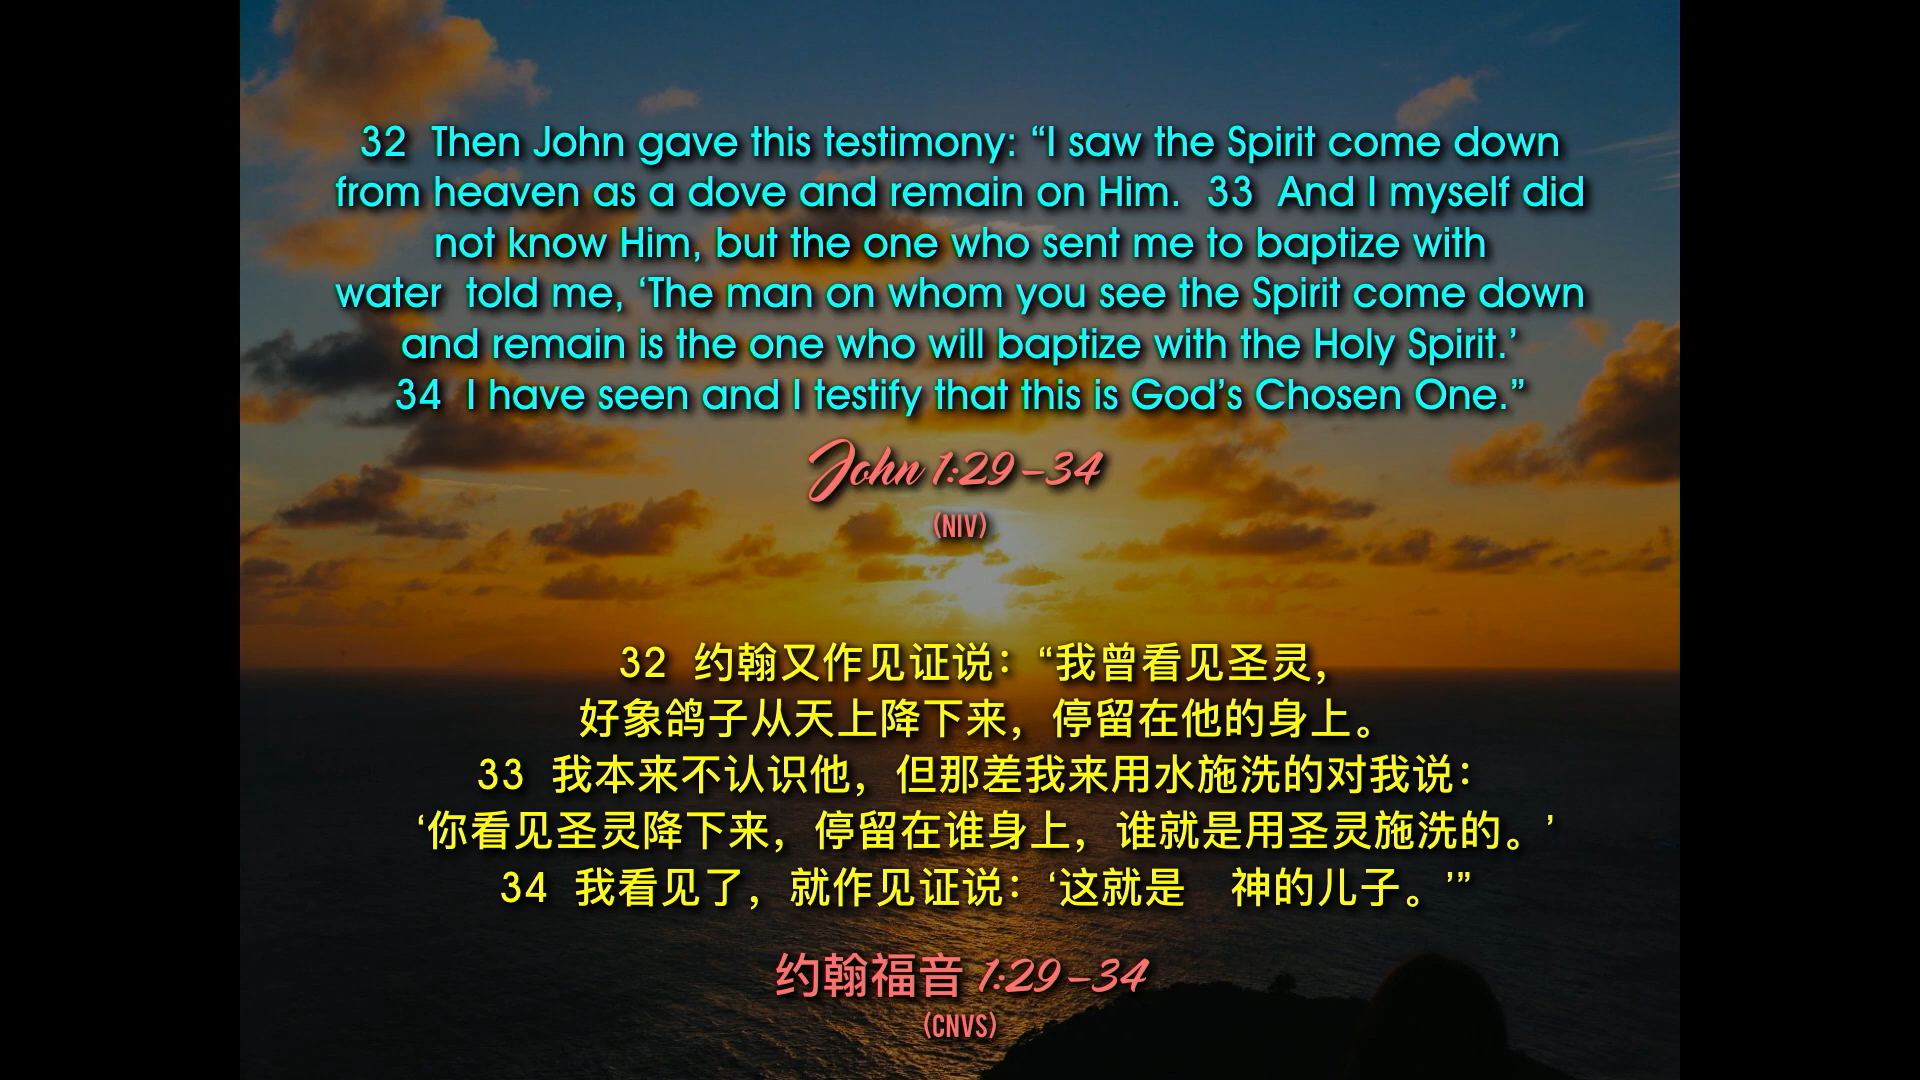 32  Then John gave this testimony: “I saw the Spirit come down
from heaven as a dove and remain on Him.  33  And I myself did
not know Him, but the one who sent me to baptize with
water  told me, ‘The man on whom you see the Spirit come down
and remain is the one who will baptize with the Holy Spirit.’
34  I have seen and I testify that this is God’s Chosen One.”
John 1:29-34
(NIV)
32  约翰又作见证说：“我曾看见圣灵，
好象鸽子从天上降下来，停留在他的身上。
33  我本来不认识他，但那差我来用水施洗的对我说：
‘你看见圣灵降下来，停留在谁身上，谁就是用圣灵施洗的。’
34  我看见了，就作见证说：‘这就是　神的儿子。’”
约翰福音 1:29-34
(CNVS)